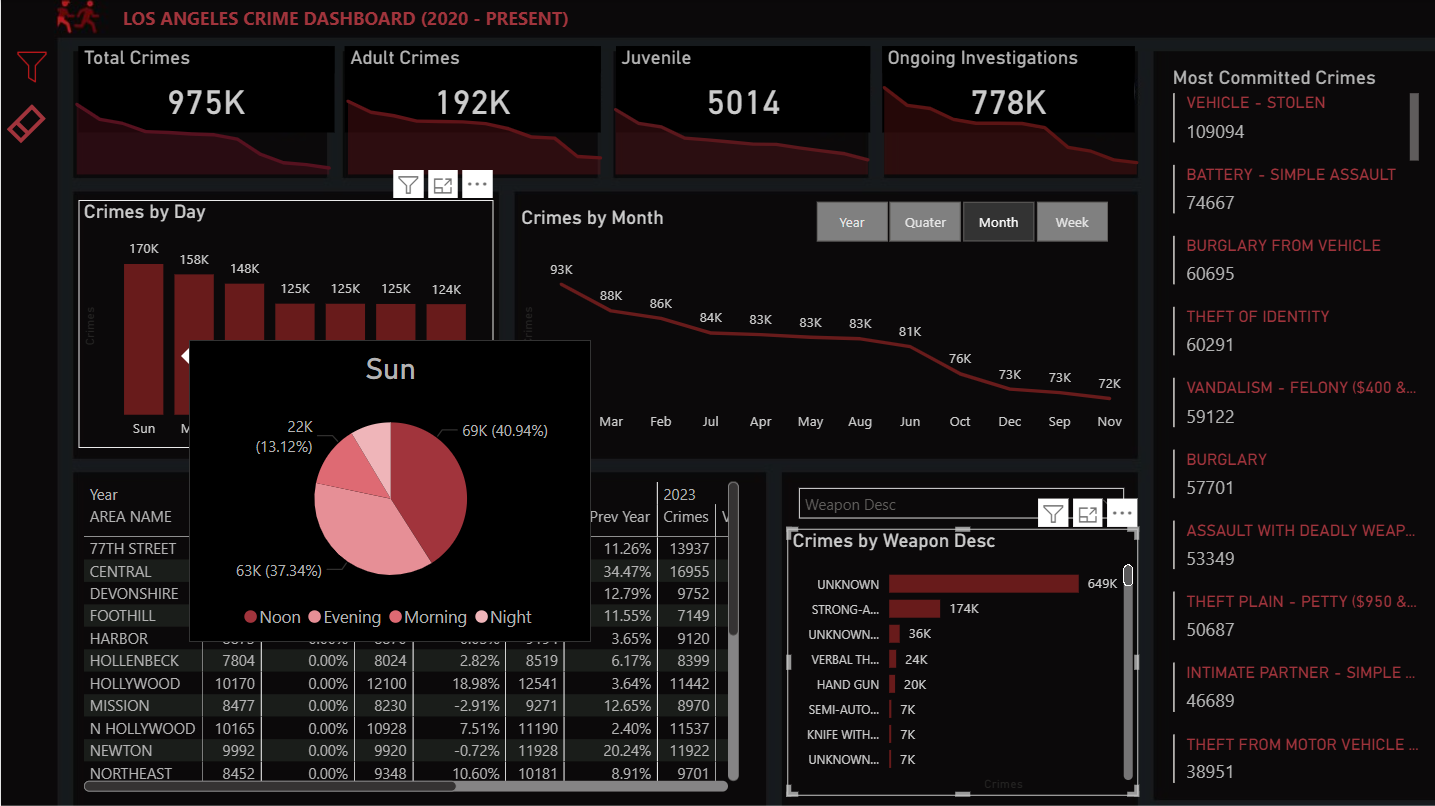 LOS ANGELES CRIME DASHBOARD (2020 - PRESENT)
Total Crimes
975K
Adult Crimes
192K
Juvenile
5014
Ongoing Investigations
778K
Most Committed Crimes
VEHICLE - STOLEN
109094
BATTERY - SIMPLE ASSAULT
74667
BURGLARY FROM VEHICLE
60695
THEFT OF IDENTITY
60291
VANDALISM - FELONY ($400 &...
59122
BURGLARY
57701
ASSAULT WITH DEADLY WEAP...
53349
THEFT PLAIN - PETTY ($950 &...
50687
INTIMATE PARTNER - SIMPLE ...
46689
THEFT FROM MOTOR VEHICLE ...
38951
Crimes by Day
Crimes
170K 158K 148K 125K 125K 125K 124K
Sun M
Crimes by Month
Year Quater Month Week
Crimes
93K 88K 86K 84K 83K 83K 83K 81K 76K 73K 73K 72K
Mar Feb Jul Apr May Aug Jun Oct Dec Sep Nov
Sun
22K
(13.12%)
69K (40.94%)
63K (37.34%)
Noon Evening Morning Night
Year 2023
AREA NAME Prev Year Crimes V
77TH STREET 11.26% 13937
CENTRAL 34.47% 16955
DEVONSHIRE 12.79% 9752
FOOTHILL 11.55% 7149
HARBOR 3.65% 9120
HOLLENBECK 7804 0.00% 8024 2.82% 8519 6.17% 8399
HOLLYWOOD 10170 0.00% 12100 18.98% 12541 3.64% 11442
MISSION 8477 0.00% 8230 -2.91% 9271 12.65% 8970
N HOLLYWOOD 10165 0.00% 10928 7.51% 11190 2.40% 11537
NEWTON 9992 0.00% 9920 -0.72% 11928 20.24% 11922
NORTHEAST 8452 0.00% 9348 10.60% 10181 8.91% 9701
Weapon Desc
Crimes by Weapon Desc
UNKNOWN 649K
STRONG-A... 174K
UNKNOWN... 36K
VERBAL TH... 24K
HAND GUN 20K
SEMI-AUTO... 7K
KNIFE WITH... 7K
UNKNOWN... 7K
Crimes